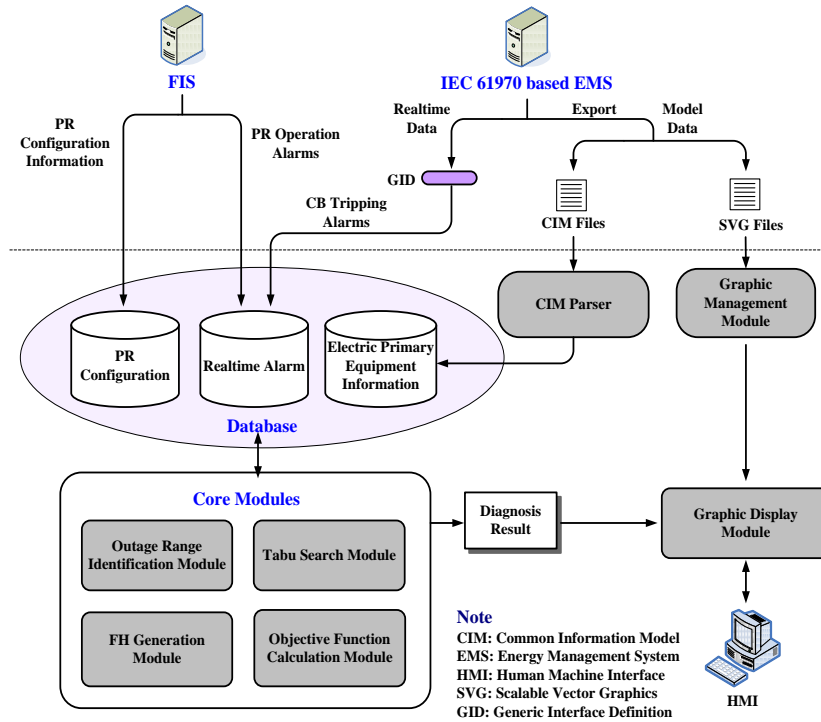 FIS
IEC 61970 based EMS
PR
Configuration
Information
PR Operation
Alarms
Realtime
Data
Export
Model
Data
GID
CB Tripping
Alarms
CIM Files
SVG Files
CIM Parser
Graphic
Management
Module
PR
Configuration
Realtime Alarm
Electric Primary
Equipment
Information
Database
Core Modules
Outage Range
Identification Module
Tabu Search Module
FH Generation
Module
Objective Function
Calculation Module
Diagnosis
Result
Graphic Display
Module
Note
CIM: Common Information Model
EMS: Energy Management System
HMI: Human Machine Interface
SVG: Scalable Vector Graphics
GID: Generic Interface Definition
HMI